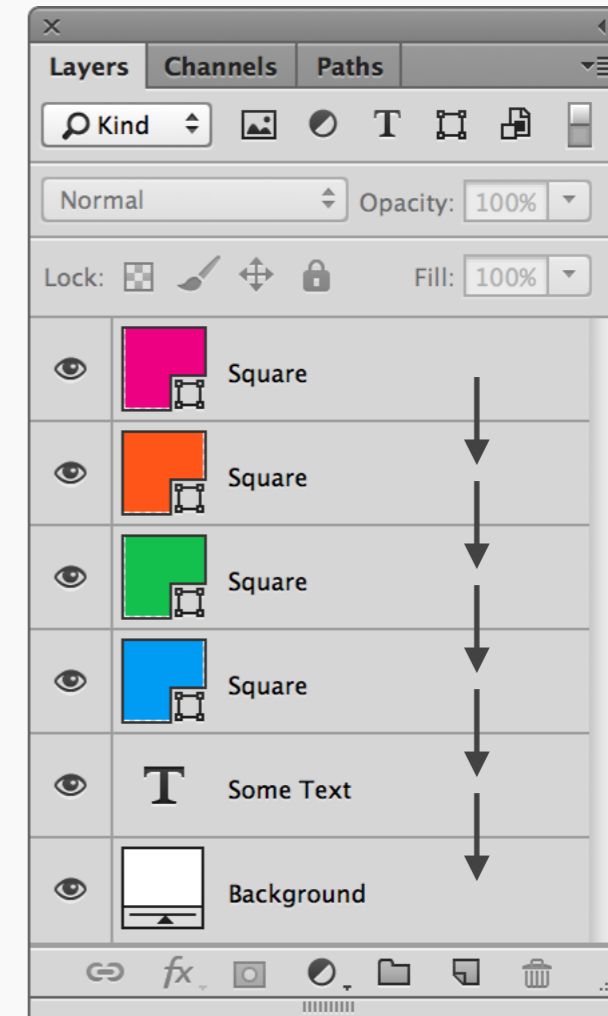 Layers Channels Paths
Kind T
Normal Opacity: 100%
Lock: Fill: 100%
Square
Square
Square
Square
T Some Text
Background
fx